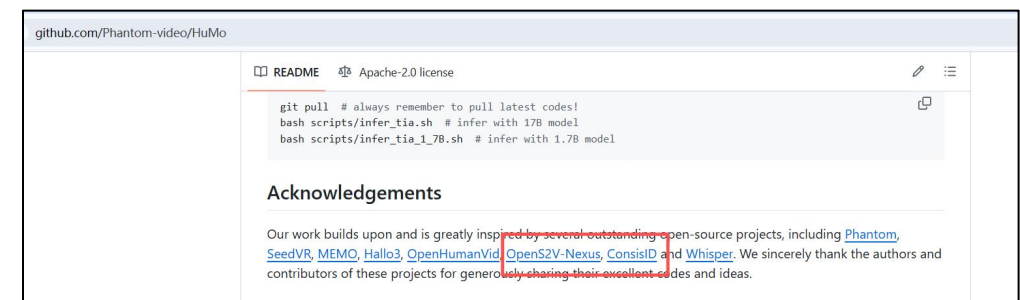 github.com/Phantom-video/HuMo
README Apache-2.0 license
git pull # always remember to pull latest codes!
bash scripts/infer_tia.sh # infer with 17B model
bash scripts/infer_tia_1_7B.sh # infer with 1.7B model
Acknowledgements
Our work builds upon and is greatly inspired by several outstanding open-source projects, including Phantom,
SeedVR, MEMO, Hallo3, OpenHumanVid, OpenS2V-Nexus, ConsisID and Whisper. We sincerely thank the authors and
contributors of these projects for generously sharing their excellent codes and ideas.